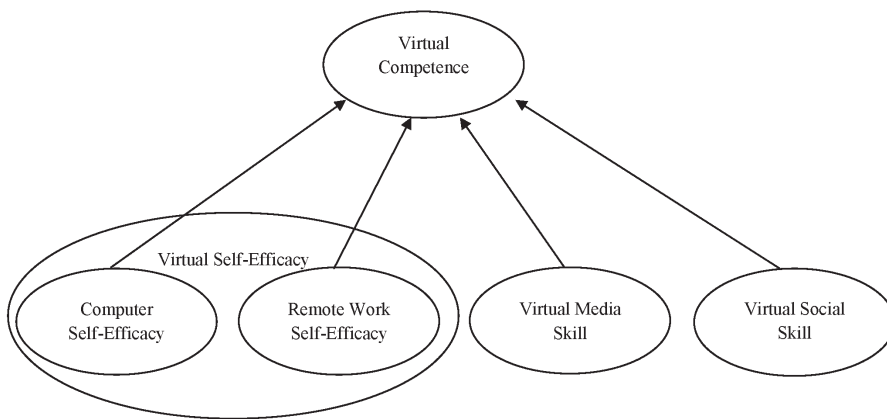 Virtual
Competence
Virtual Self-Efficacy
Computer
Self-Efficacy
Remote Work
Self-Efficacy
Virtual Media
Skill
Virtual Social
Skill